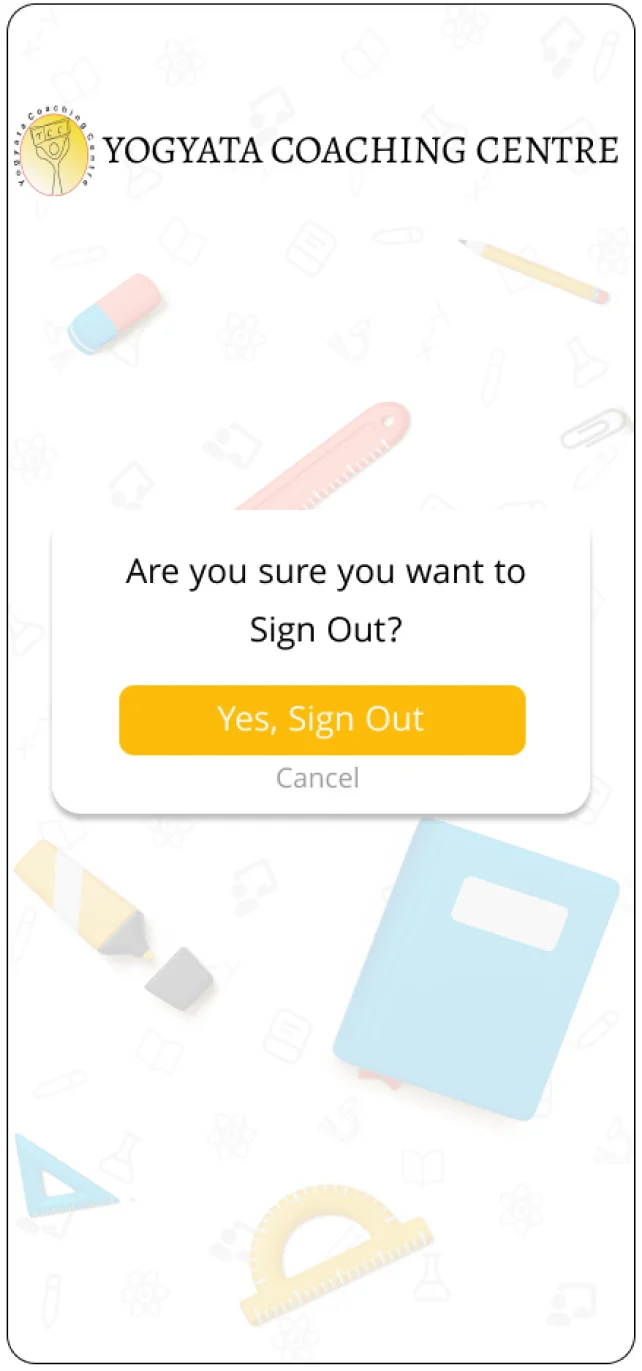 Yogyata Coaching Centre
YCC
YOGYATA COACHING CENTRE
Are you sure you want to
Sign Out?
Yes, Sign Out
Cancel